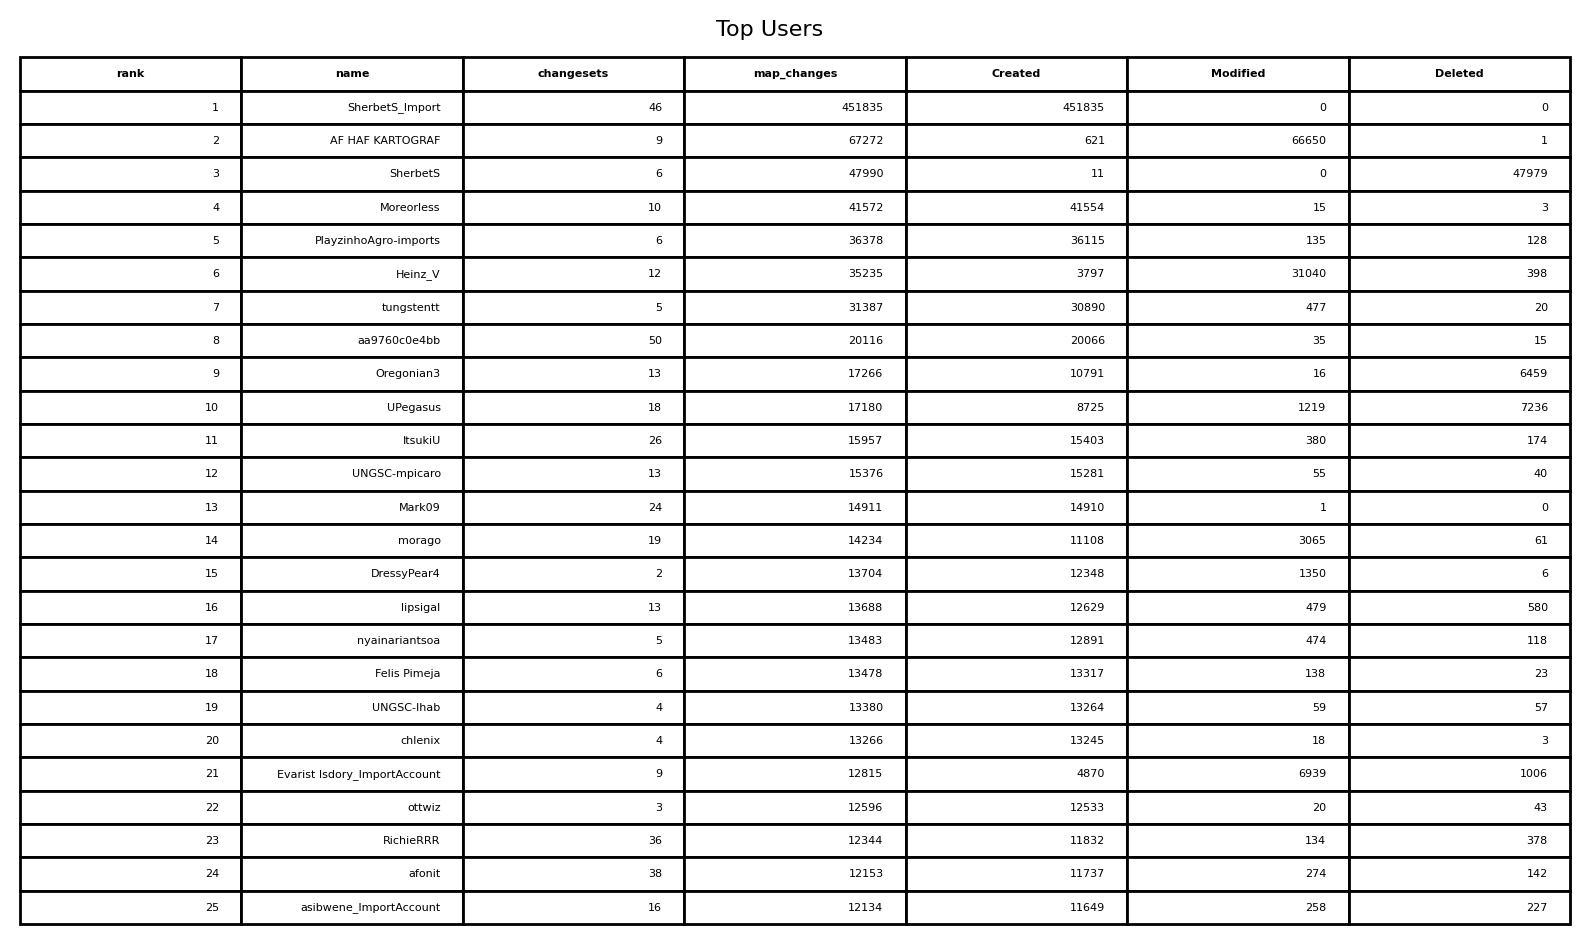 Top Users
rank name changesets map_changes Created Modified Deleted
1 SherbetS_Import 46 451835 451835 0 0
2 AF HAF KARTOGRAF 9 67272 621 66650 1
3 SherbetS 6 47990 11 0 47979
4 Moreorless 10 41572 41554 15 3
5 PlayzinhoAgro-imports 6 36378 36115 135 128
6 Heinz_V 12 35235 3797 31040 398
7 tungstentt 5 31387 30890 477 20
8 aa9760c0e4bb 50 20116 20066 35 15
9 Oregonian3 13 17266 10791 16 6459
10 UPegasus 18 17180 8725 1219 7236
11 ItsukiU 26 15957 15403 380 174
12 UNGSC-mpicaro 13 15376 15281 55 40
13 Mark09 24 14911 14910 1 0
14 morago 19 14234 11108 3065 61
15 DressyPear4 2 13704 12348 1350 6
16 lipsigal 13 13688 12629 479 580
17 nyainariantsoa 5 13483 12891 474 118
18 Felis Pimeja 6 13478 13317 138 23
19 UNGSC-Ihab 4 13380 13264 59 57
20 chlenix 4 13266 13245 18 3
21 Evarist Isdory_ImportAccount 9 12815 4870 6939 1006
22 ottwiz 3 12596 12533 20 43
23 RichieRRR 36 12344 11832 134 378
24 afonit 38 12153 11737 274 142
25 asibwene_ImportAccount 16 12134 11649 258 227